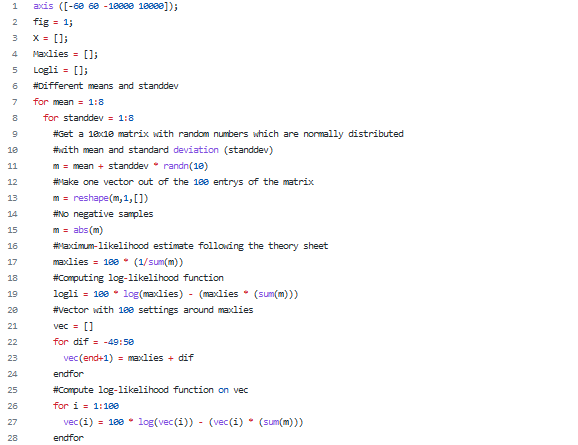 1 axis ([-60 60 -10000 10000]);
2 fig = 1;
3 X = [];
4 Maxlies = [];
5 Logli = [];
6 #Different means and standdev
7 for mean = 1:8
8 for standdev = 1:8
9 #Get a 10x10 matrix with random numbers which are normally distributed
10 #with mean and standard deviation (standdev)
11 m = mean + standdev * randn(10)
12 #Make one vector out of the 100 entrys of the matrix
13 m = reshape(m,1,[])
14 #No negative samples
15 m = abs(m)
16 #Maximum-likelihood estimate following the theory sheet
17 maxlies = 100 * (1/sum(m))
18 #Computing log-likelihood function
19 logli = 100 * log(maxlies) - (maxlies * (sum(m)))
20 #Vector with 100 settings around maxlies
21 vec = []
22 for dif = -49:50
23 vec(end+1) = maxlies + dif
24 endfor
25 #Compute log-likelihood function on vec
26 for i = 1:100
27 vec(i) = 100 * log(vec(i)) - (vec(i) * (sum(m)))
28 endfor